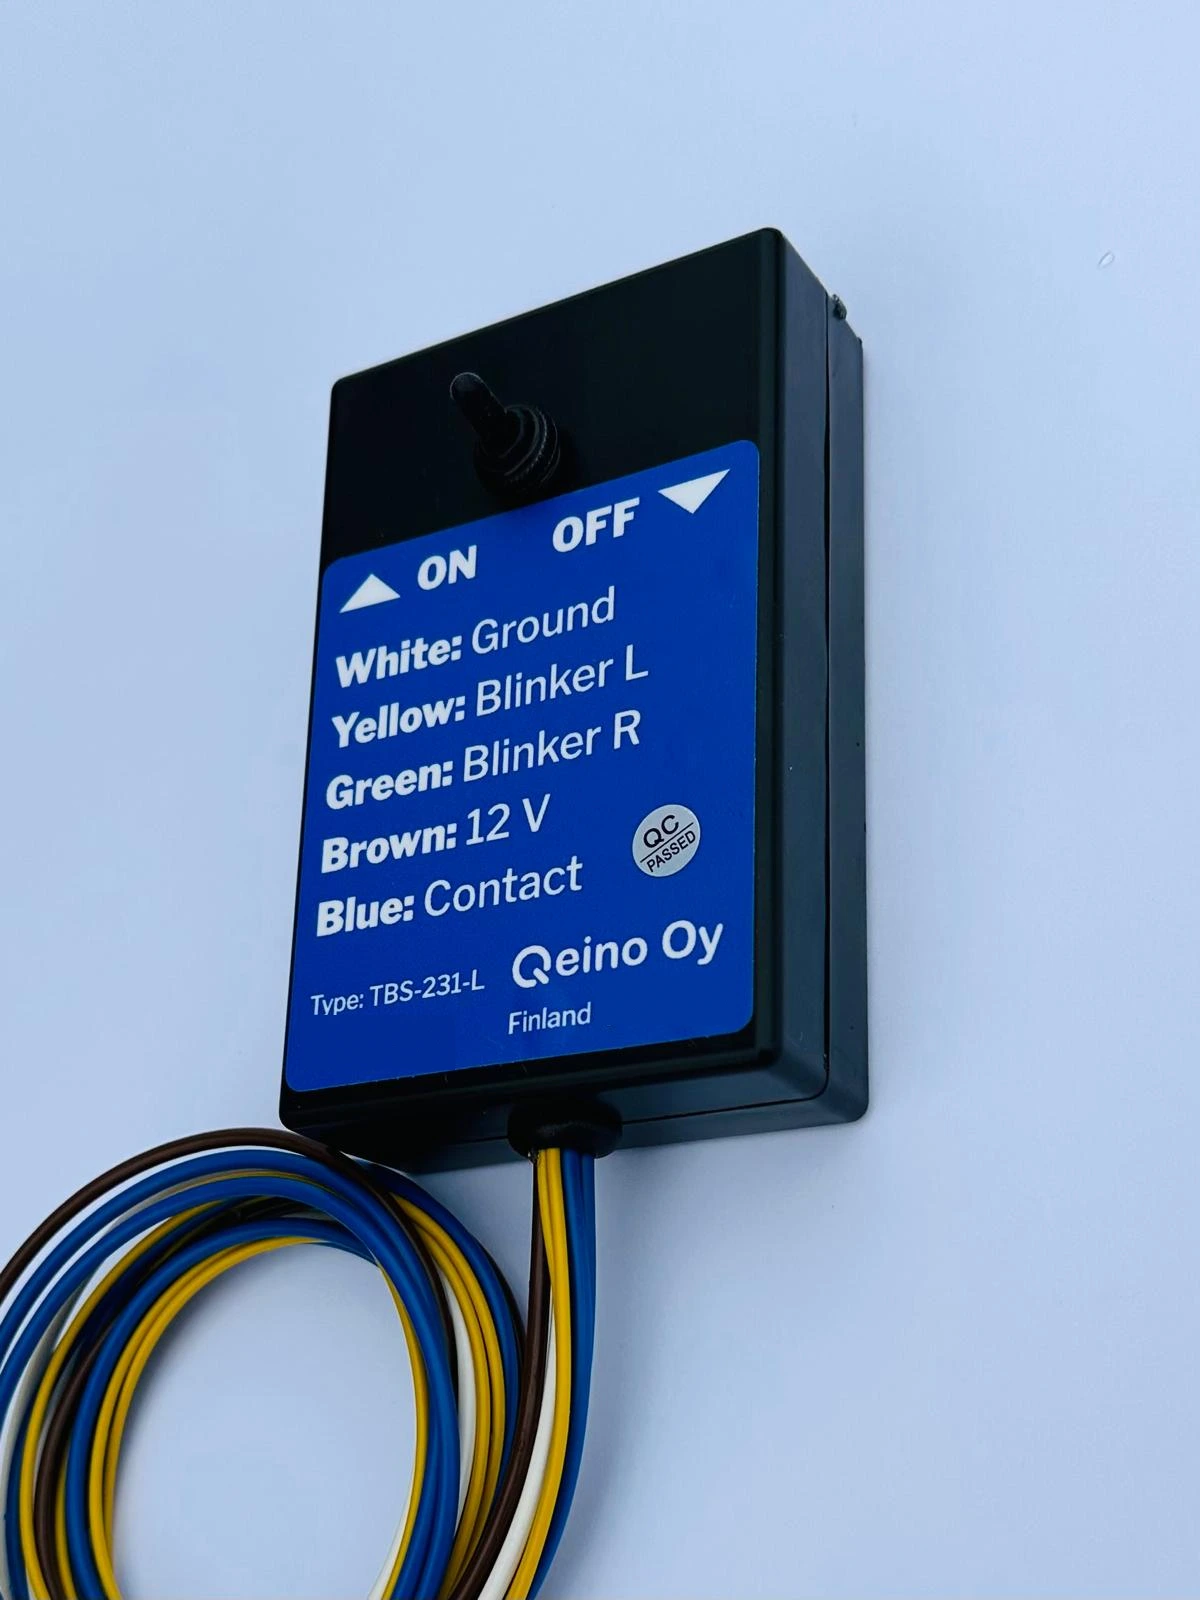 ON OFF
White: Ground
Yellow: Blinker L
Green: Blinker R
Brown: 12 V
Blue: Contact
QC
PASSED
Type: TBS-231-L Qeino Oy
Finland